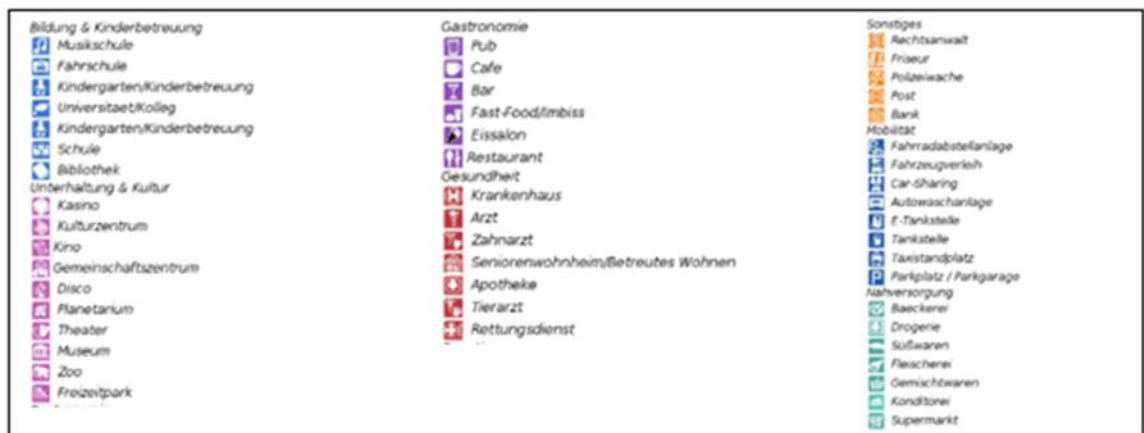 Bildung & Kinderbetreuung
Musikschule
Fahrschule
Kindergarten/Kinderbetreuung
Universitaet/Kolleg
Kindergarten/Kinderbetreuung
Schule
Bibliothek
Unterhaltung & Kultur
Kasino
Kulturzentrum
Kino
Gemeinschaftszentrum
Disco
Planetarium
Theater
Museum
Zoo
Freizeitpark
Gastronomie
Pub
Cafe
Bar
Fast-Food/Imbiss
Eissalon
Restaurant
Gesundheit
Krankenhaus
Arzt
Zahnarzt
Seniorenwohnheim/Betreutes Wohnen
Apotheke
Tierarzt
Rettungsdienst
Sonstiges
Rechtsanwalt
Friseur
Polizeiwache
Post
Bank
Mobilität
Fahrradabstellanlage
Fahrzeugverleih
Car-Sharing
Autowaschanlage
E-Tankstelle
Tankstelle
Taxistandplatz
P Parkplatz / Parkgarage
Nahversorgung
Baeckerei
Drogerie
Süßwaren
Fleischerei
Gemischtwaren
Konditorei
Supermarkt